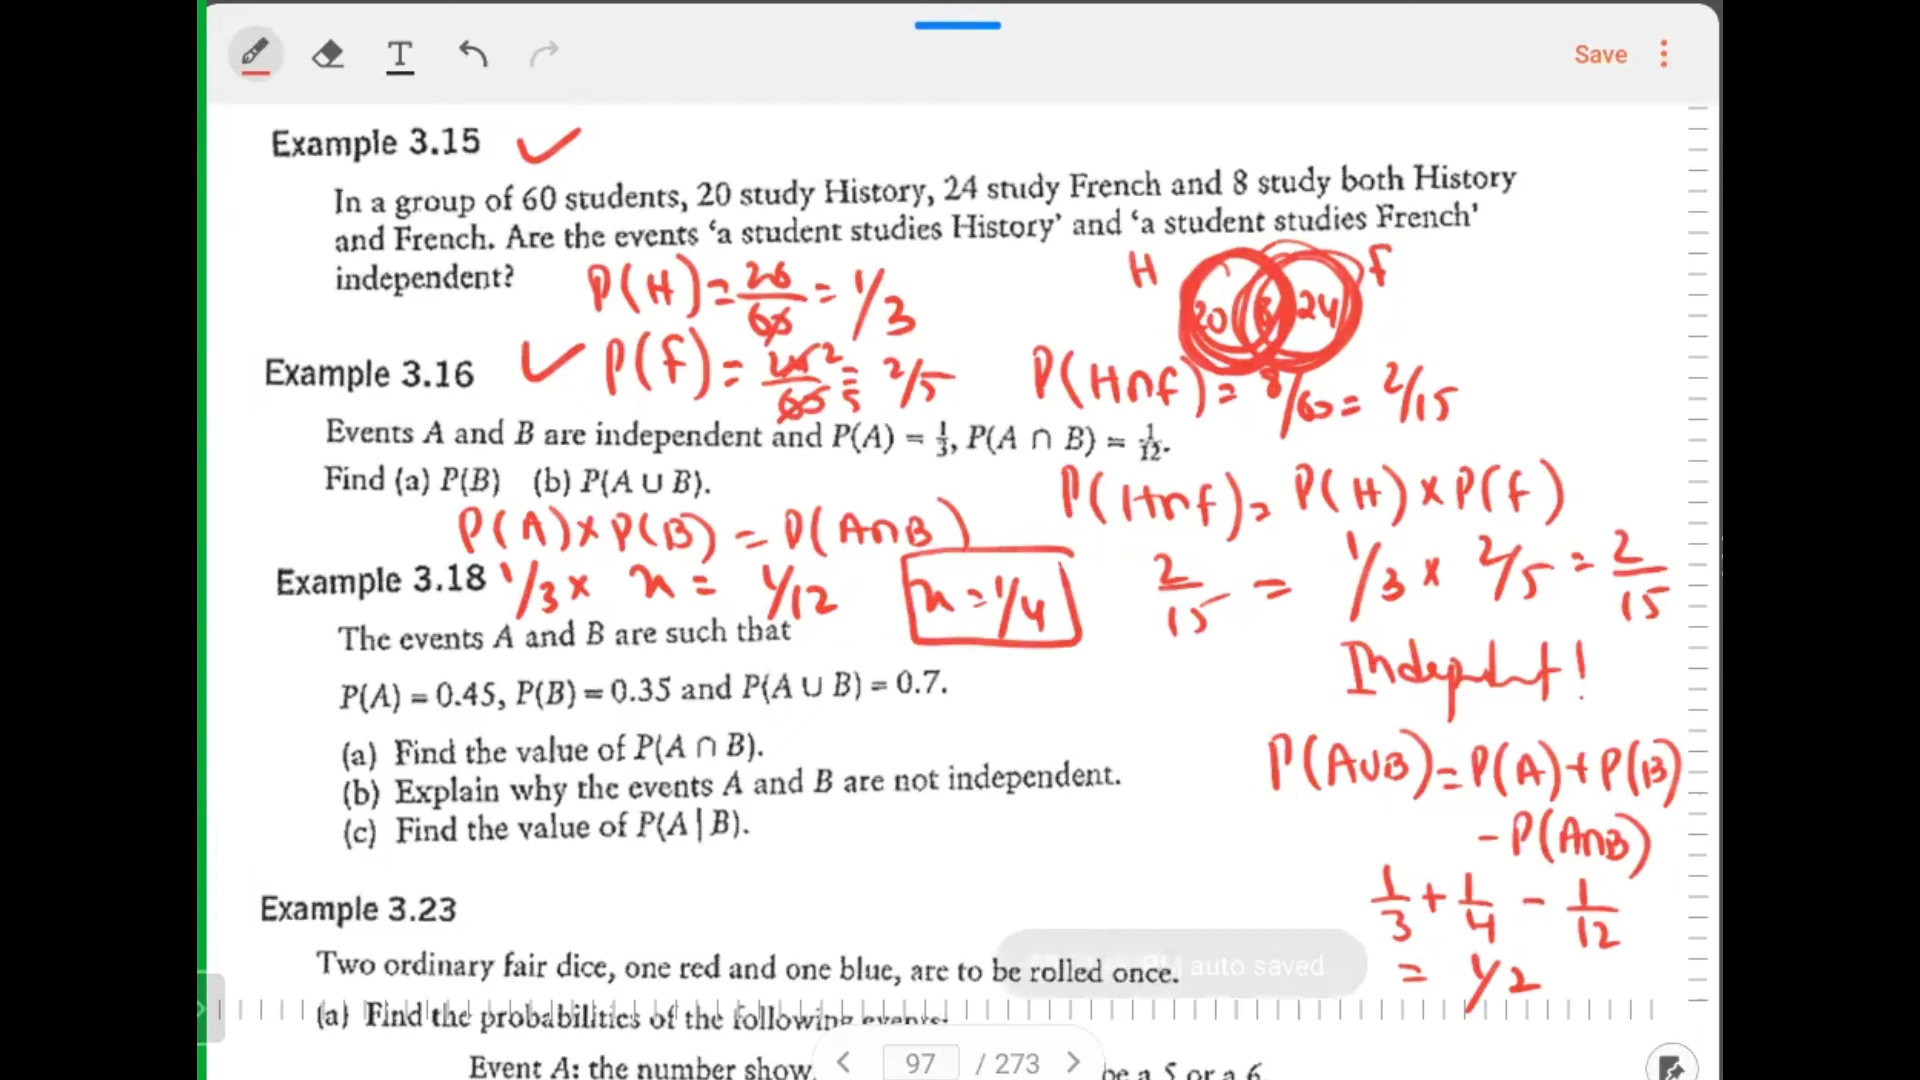 Save
Example 3.15
In a group of 60 students, 20 study History, 24 study French and 8 study both History
and French. Are the events ‘a student studies History’ and ‘a student studies French’
independent?
P(H) = 20/60 = 1/3
H 20 8 24 F
Example 3.16
P(F) = 24 2/60 5 = 2/5
P(H∩F) = 8/60 = 2/15
Events A and B are independent and P(A) = 1/3, P(A ∩ B) = 1/12.
Find (a) P(B) (b) P(A ∪ B).
P(H∩F) = P(H) × P(F)
P(A) × P(B) = P(A∩B)
2/15 = 1/3 × 2/5 = 2/15
Example 3.18
1/3 × x = 1/12
x = 1/4
The events A and B are such that
Independent!
P(A) = 0.45, P(B) = 0.35 and P(A ∪ B) = 0.7.
(a) Find the value of P(A ∩ B).
P(A∪B) = P(A) + P(B)
(b) Explain why the events A and B are not independent.
(c) Find the value of P(A | B).
- P(A∩B)
1/3 + 1/4 - 1/12
= 1/2
Example 3.23
Two ordinary fair dice, one red and one blue, are to be rolled once.
auto saved
(a) Find the probabilities of the following events:
Event A: the number show
be a 5 or a 6.
97 / 273